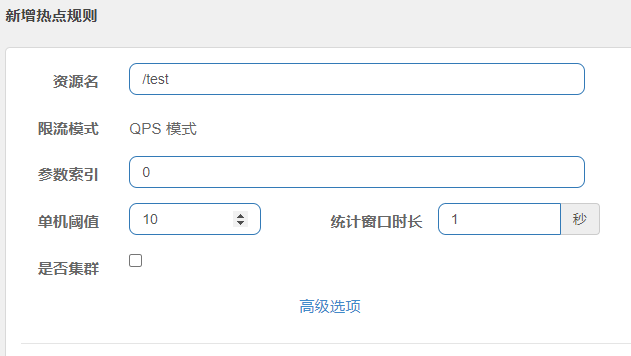 新增热点规则
资源名 /test
限流模式 QPS 模式
参数索引 0
单机阈值 10 统计窗口时长 1 秒
是否集群
高级选项